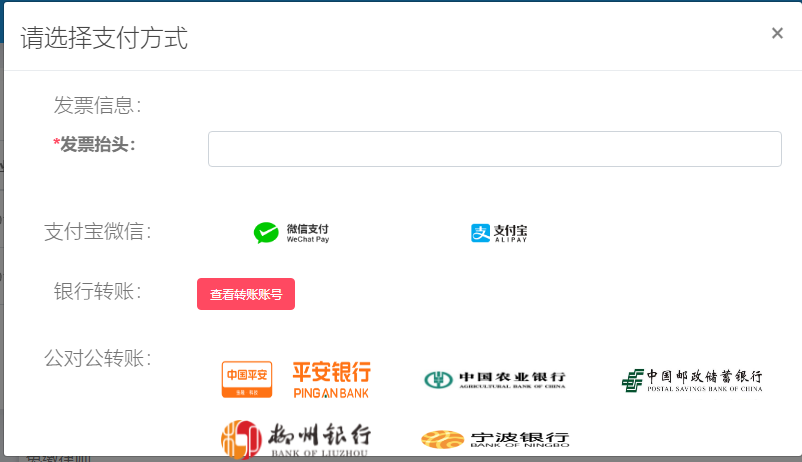 请选择支付方式
×
发票信息：
*发票抬头：
支付宝微信：
微信支付
WeChat Pay
支付宝
ALIPAY
银行转账：
查看转账账号
公对公转账：
中国平安
平安银行
PING AN BANK
中国农业银行
AGRICULTURAL BANK OF CHINA
中国邮政储蓄银行
POSTAL SAVINGS BANK OF CHINA
柳州银行
BANK OF LIUZHOU
宁波银行
BANK OF NINGBO